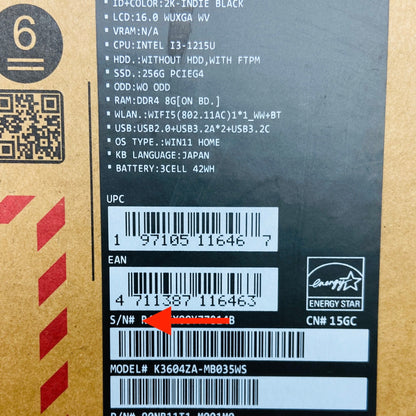 ID+COLOR:2K-INDIE BLACK
LCD:16.0 WUXGA WV
VRAM:N/A
CPU:INTEL I3-1215U
HDD.:WITHOUT HDD,WITH FTPM
SSD.:256G PCIEG4
ODD:WO ODD
RAM:DDR4 8G[ON BD.]
WLAN.:WIFI5(802.11AC)1*1_WW+BT
USB:USB2.0+USB3.2A*2+USB3.2C
OS TYPE.:WIN11 HOME
KB LANGUAGE:JAPAN
BATTERY:3CELL 42WH
6
UPC
1 97105 11646 7
EAN
4 711387 116463
energy
ENERGY STAR
S/N#
CN# 15GC
MODEL# K3604ZA-MB035WS